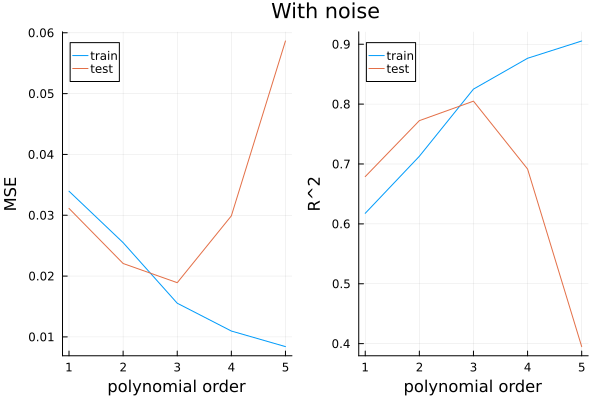 With noise
train
test
0.06
0.05
0.04
0.03
0.02
0.01
MSE
1 2 3 4 5
polynomial order
train
test
0.9
0.8
0.7
0.6
0.5
0.4
R^2
1 2 3 4 5
polynomial order